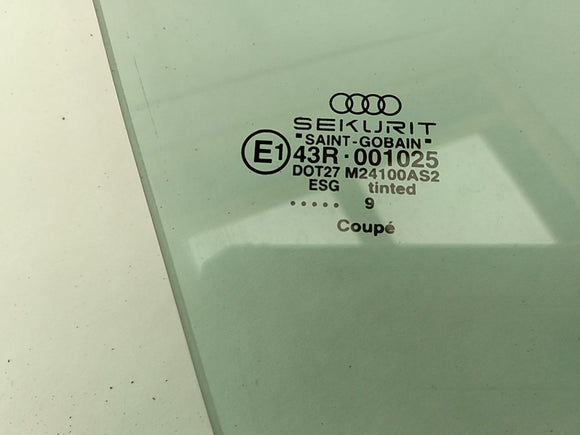 SEKURIT
"SAINT-GOBAIN"
E1 43R-001025
DOT27 M24100AS2
ESG tinted
..... 9
Coupé